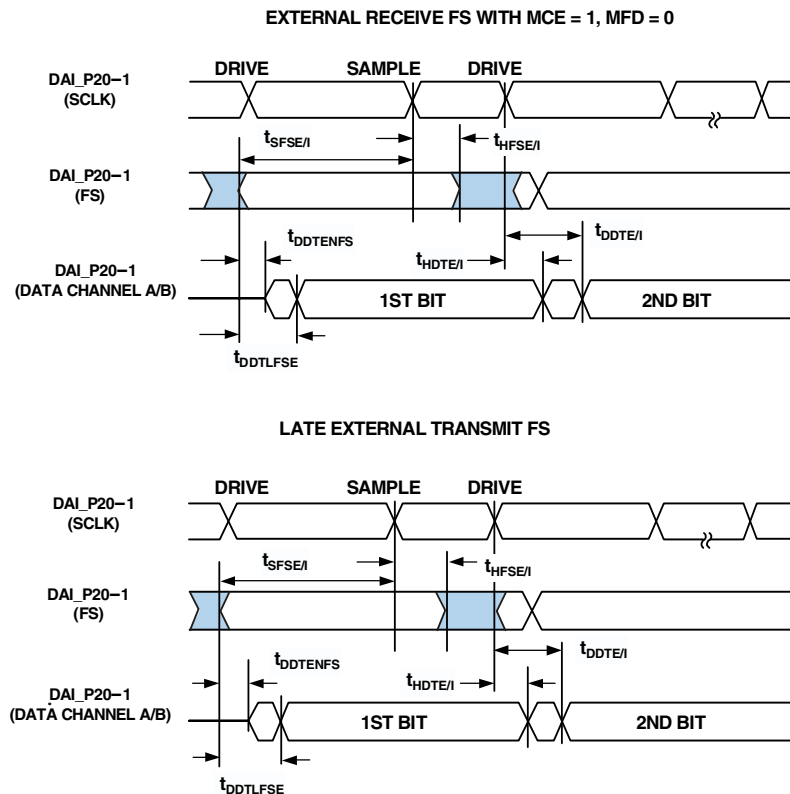 EXTERNAL RECEIVE FS WITH MCE = 1, MFD = 0
DRIVE SAMPLE DRIVE
DAI_P20–1
(SCLK)
tSFSE/I tHFSE/I
DAI_P20–1
(FS)
tDDTENFS tDDTE/I
tHDTE/I
DAI_P20–1
(DATA CHANNEL A/B)
1ST BIT 2ND BIT
tDDTLFSE
LATE EXTERNAL TRANSMIT FS
DRIVE SAMPLE DRIVE
DAI_P20–1
(SCLK)
tSFSE/I tHFSE/I
DAI_P20–1
(FS)
tDDTENFS tDDTE/I
tHDTE/I
DAI_P20–1
(DATA CHANNEL A/B)
1ST BIT 2ND BIT
tDDTLFSE